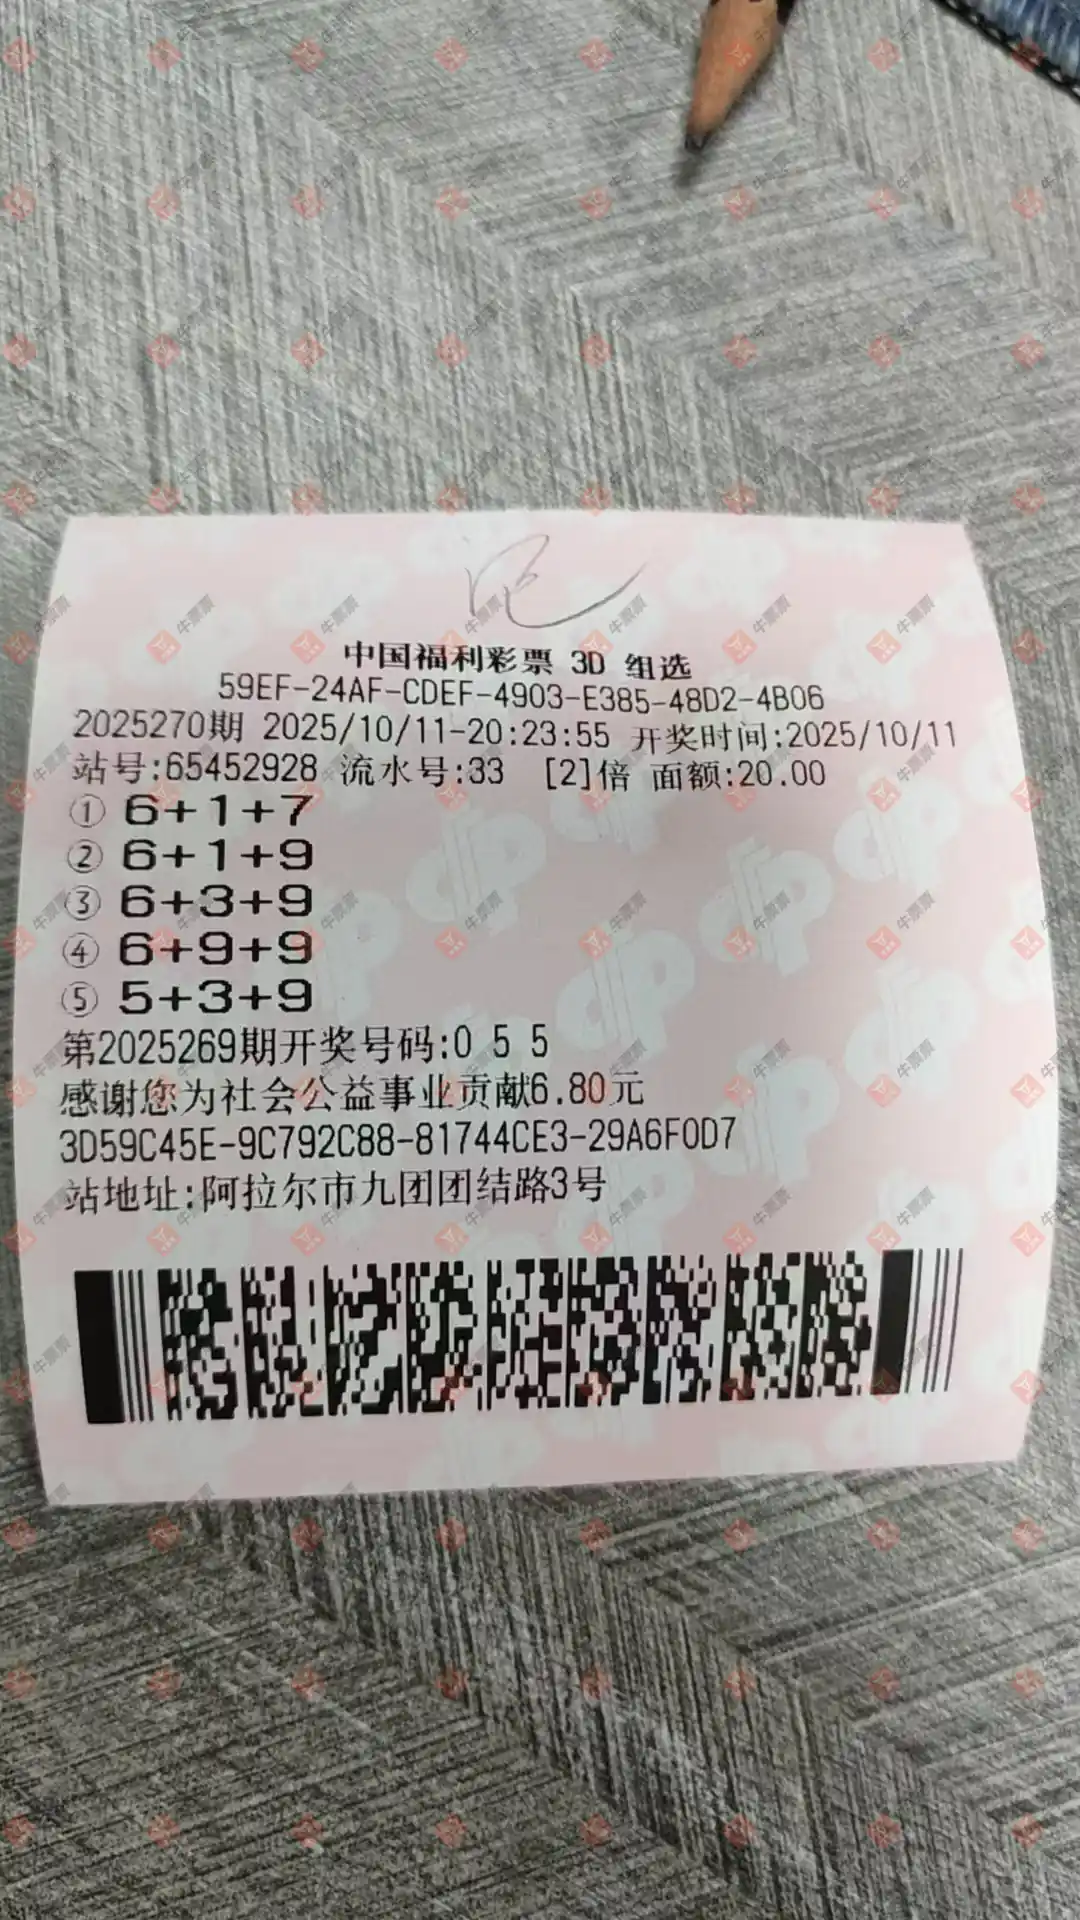 记
中国福利彩票 3D 组选
59EF-24AF-CDEF-4903-E385-48D2-4B06
2025270期 2025/10/11-20:23:55 开奖时间:2025/10/11
站号:65452928 流水号:33 [2]倍 面额:20.00
① 6+1+7
② 6+1+9
③ 6+3+9
④ 6+9+9
⑤ 5+3+9
第2025269期开奖号码:0 5 5
感谢您为社会公益事业贡献6.80元
3D59C45E-9C792C88-81744CE3-29A6F0D7
站地址:阿拉尔市九团团结路3号
牛票票